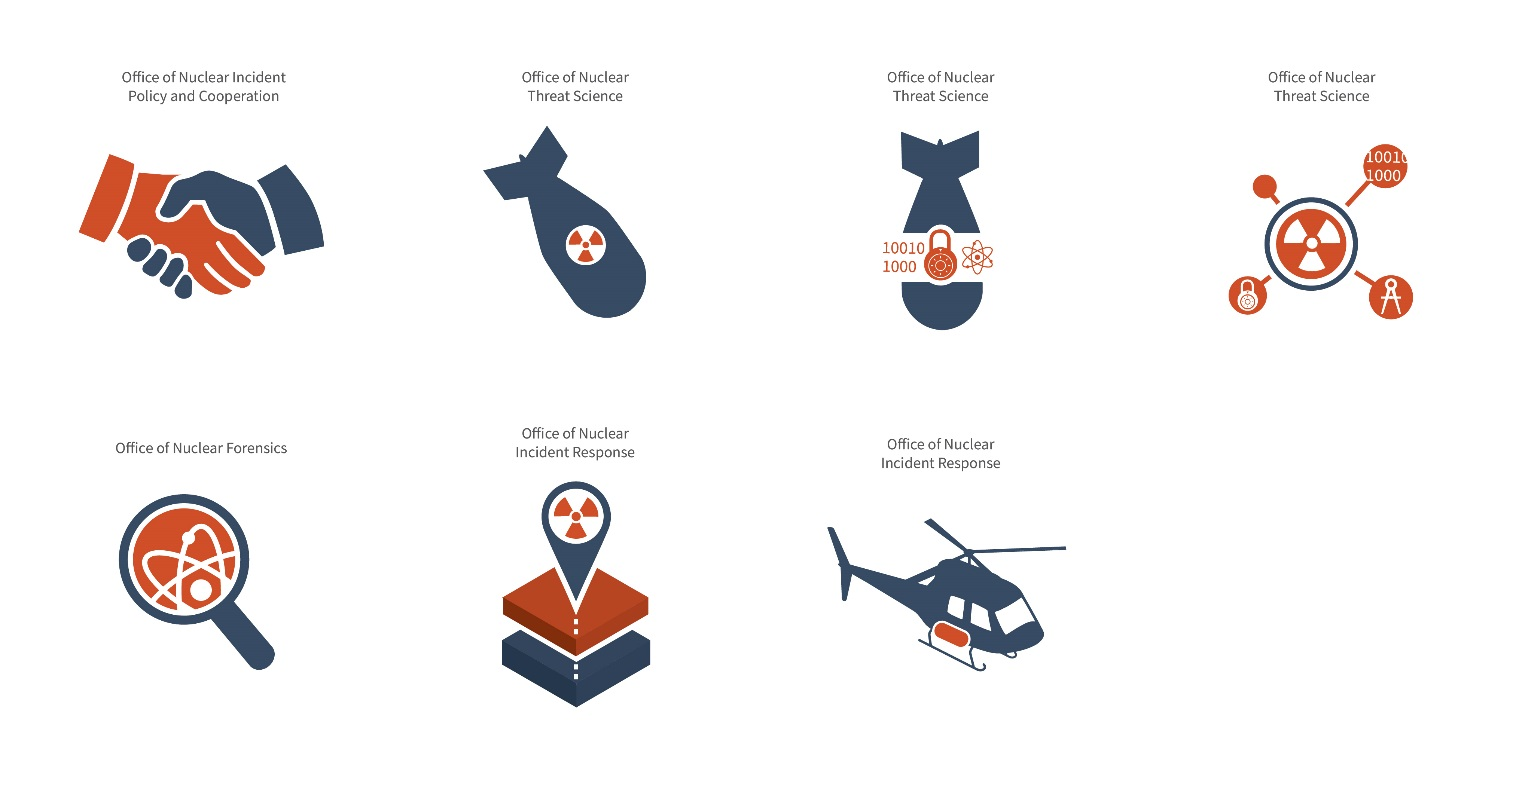 Office of Nuclear Incident
Policy and Cooperation
Office of Nuclear
Threat Science
Office of Nuclear
Threat Science
10010
1000
Office of Nuclear
Threat Science
10010
1000
Office of Nuclear Forensics
Office of Nuclear
Incident Response
Office of Nuclear
Incident Response